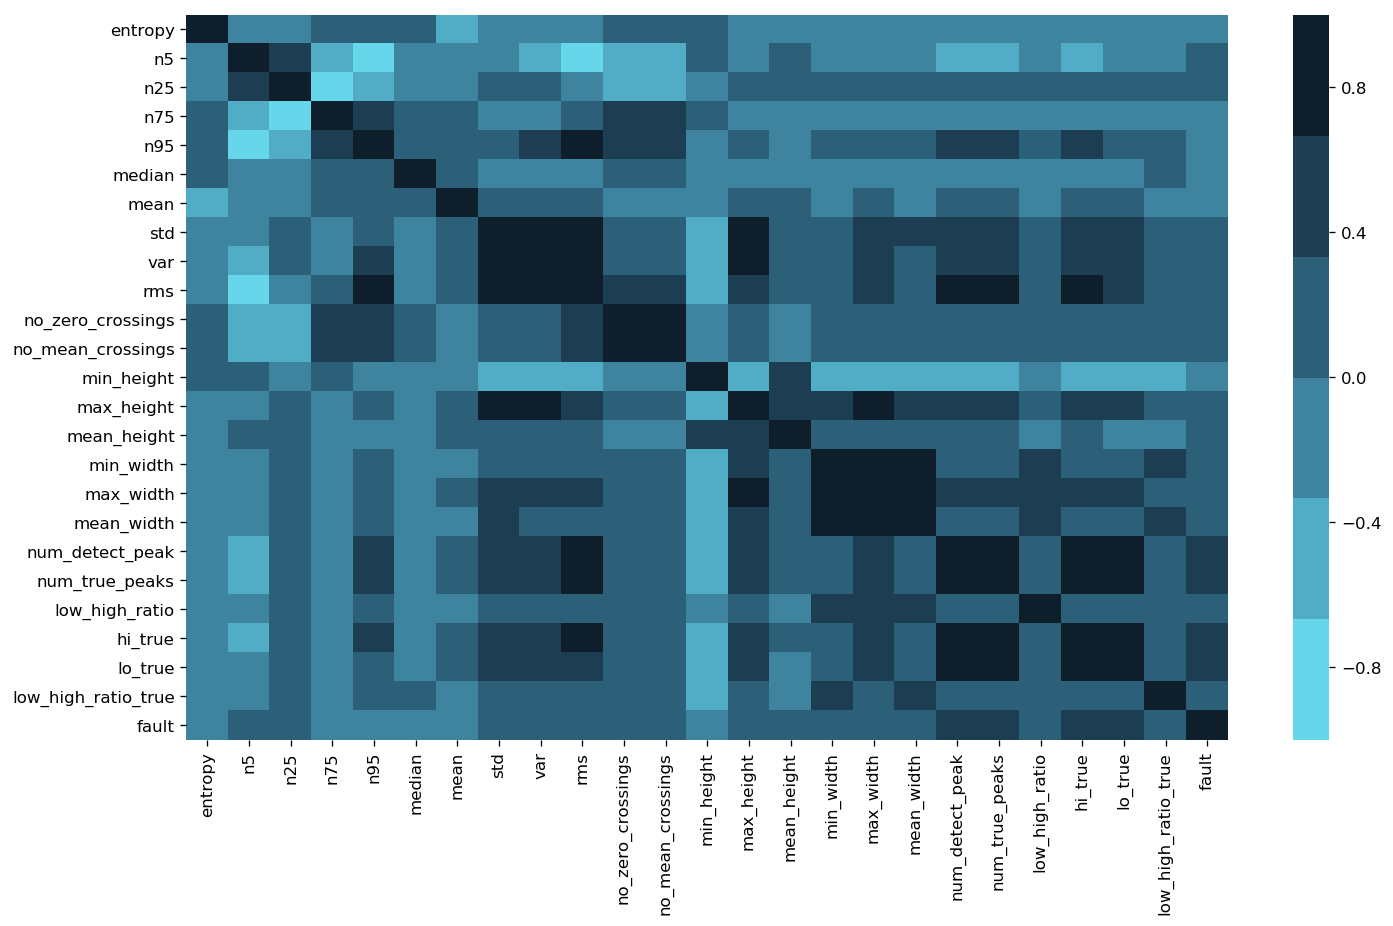 entropy
n5
n25
n75
n95
median
mean
std
var
rms
no_zero_crossings
no_mean_crossings
min_height
max_height
mean_height
min_width
max_width
mean_width
num_detect_peak
num_true_peaks
low_high_ratio
hi_true
lo_true
low_high_ratio_true
fault
entropy
n5
n25
n75
n95
median
mean
std
var
rms
no_zero_crossings
no_mean_crossings
min_height
max_height
mean_height
min_width
max_width
mean_width
num_detect_peak
num_true_peaks
low_high_ratio
hi_true
lo_true
low_high_ratio_true
fault
0.8
0.4
0.0
−0.4
−0.8